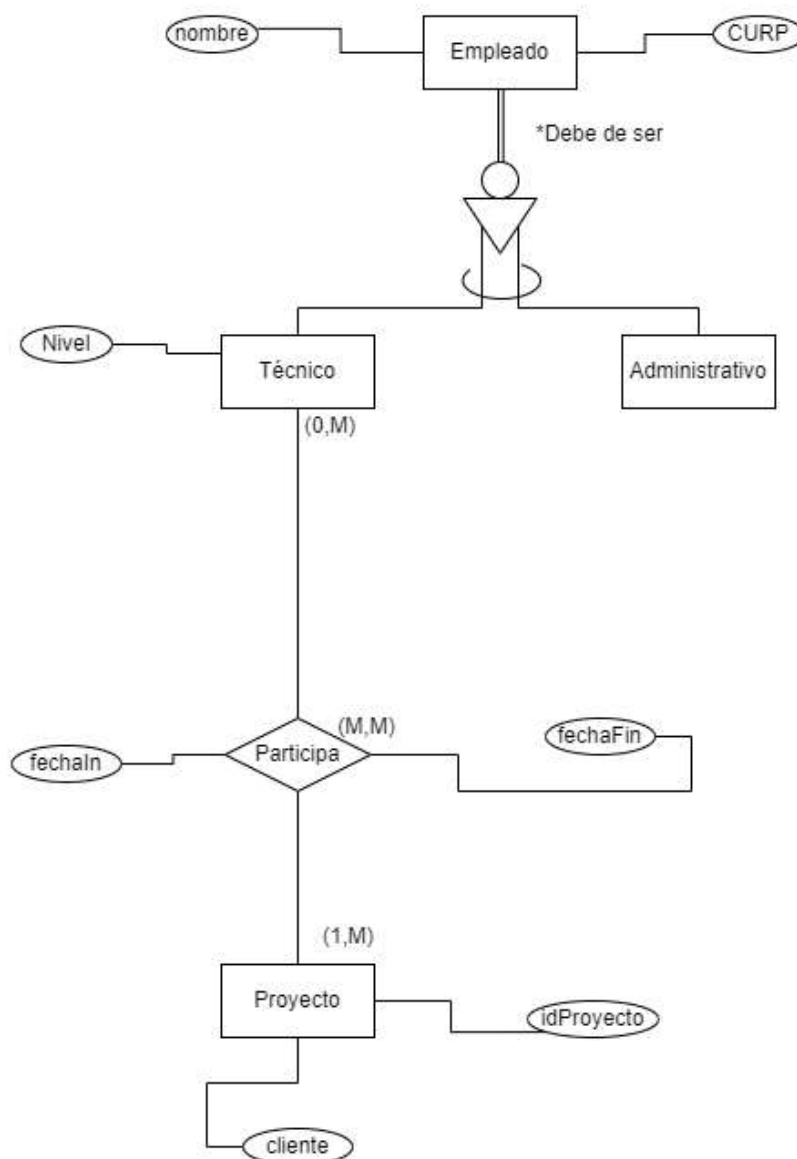 nombre
Empleado
CURP
*Debe de ser
Nivel
Técnico
Administrativo
(0,M)
(M,M)
fechaIn
Participa
fechaFin
(1,M)
Proyecto
idProyecto
cliente